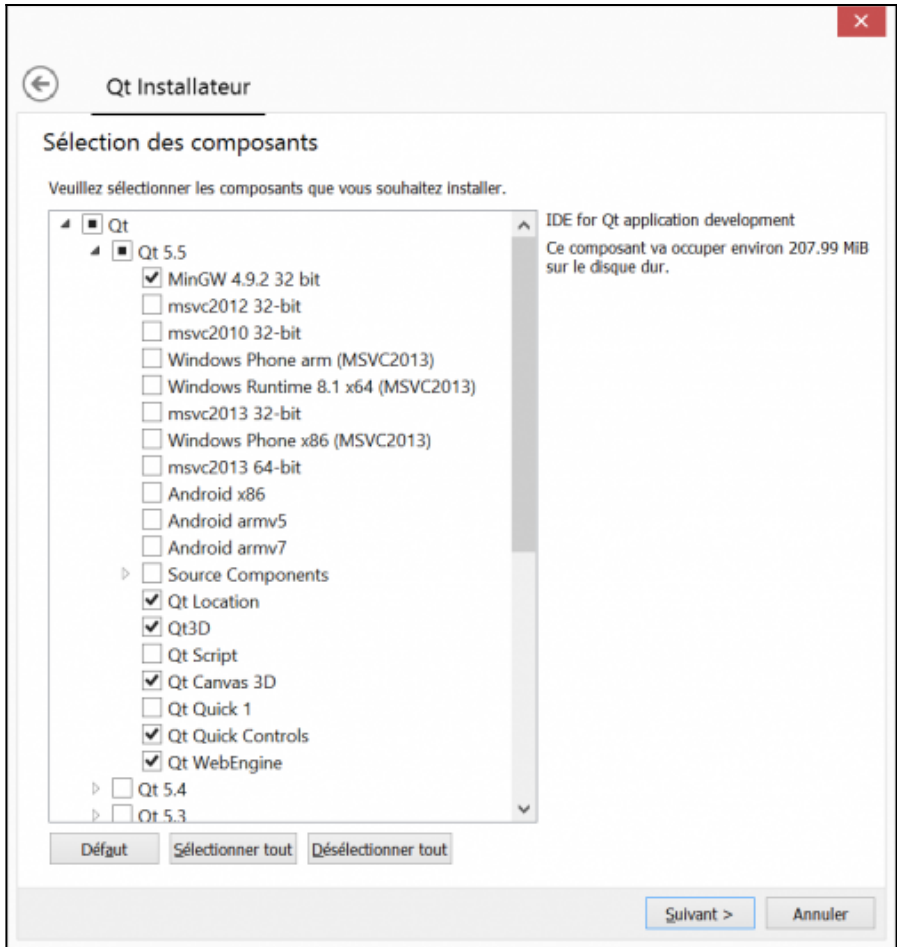 Qt Installateur
Sélection des composants
Veuillez sélectionner les composants que vous souhaitez installer.
Qt
Qt 5.5
MinGW 4.9.2 32 bit
msvc2012 32-bit
msvc2010 32-bit
Windows Phone arm (MSVC2013)
Windows Runtime 8.1 x64 (MSVC2013)
msvc2013 32-bit
Windows Phone x86 (MSVC2013)
msvc2013 64-bit
Android x86
Android armv5
Android armv7
Source Components
Qt Location
Qt3D
Qt Script
Qt Canvas 3D
Qt Quick 1
Qt Quick Controls
Qt WebEngine
Qt 5.4
Qt 5.3
IDE for Qt application development
Ce composant va occuper environ 207.99 MiB
sur le disque dur.
Défaut Sélectionner tout Désélectionner tout
Suivant > Annuler